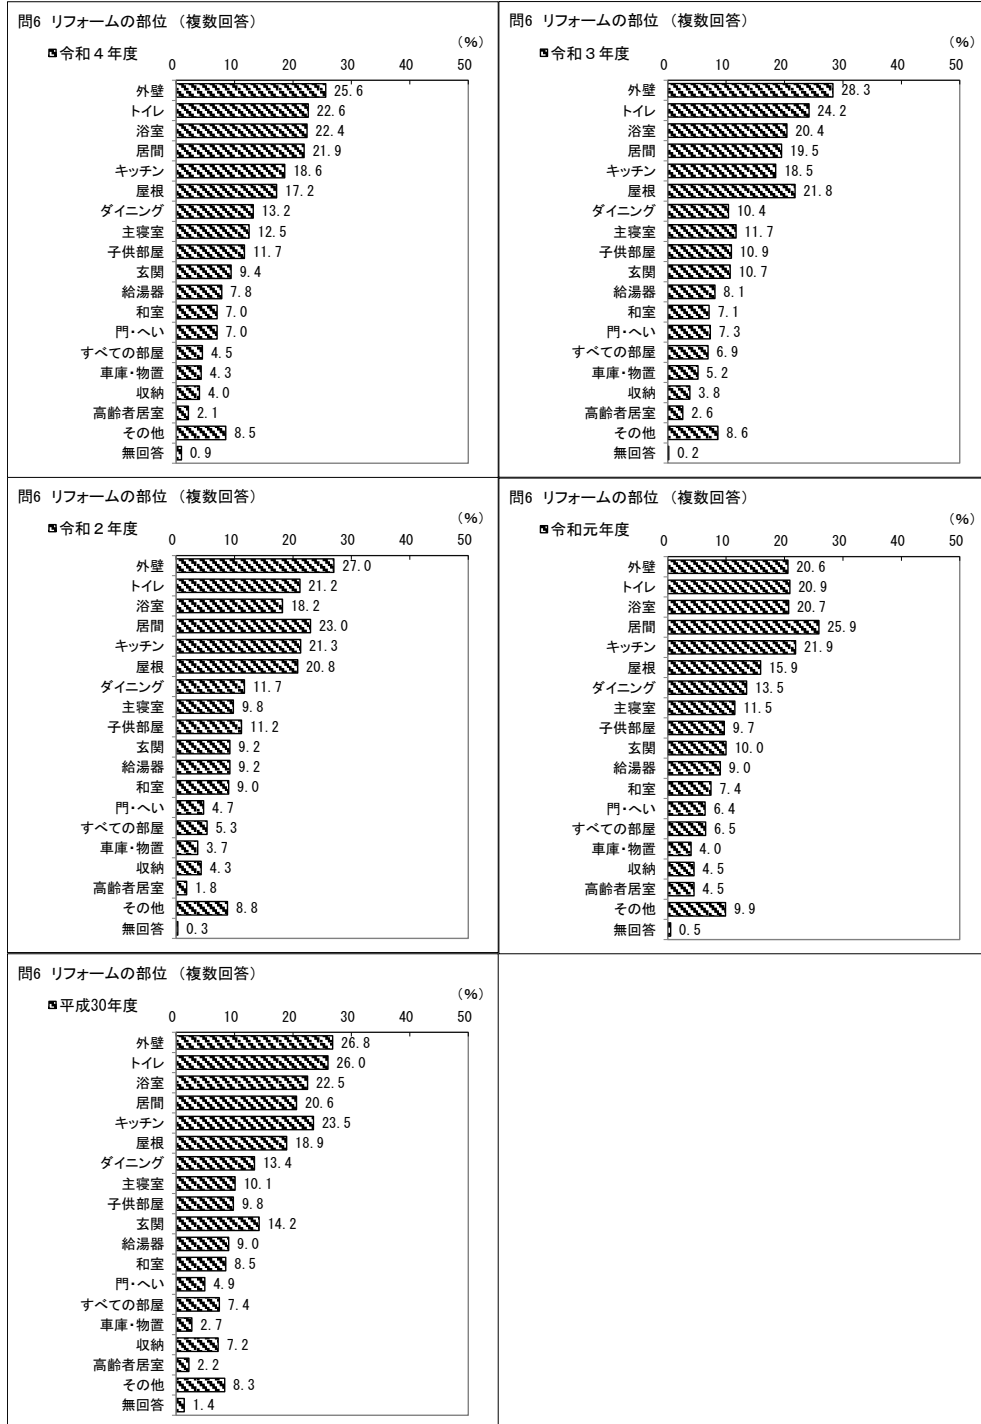 問6 リフォームの部位 (複数回答)
(%)
令和4年度
0 10 20 30 40 50
外壁 25.6
トイレ 22.6
浴室 22.4
居間 21.9
キッチン 18.6
屋根 17.2
ダイニング 13.2
主寝室 12.5
子供部屋 11.7
玄関 9.4
給湯器 7.8
和室 7.0
門・へい 7.0
すべての部屋 4.5
車庫・物置 4.3
収納 4.0
高齢者居室 2.1
その他 8.5
無回答 0.9
問6 リフォームの部位 (複数回答)
(%)
令和3年度
0 10 20 30 40 50
外壁 28.3
トイレ 24.2
浴室 20.4
居間 19.5
キッチン 18.5
屋根 21.8
ダイニング 10.4
主寝室 11.7
子供部屋 10.9
玄関 10.7
給湯器 8.1
和室 7.1
門・へい 7.3
すべての部屋 6.9
車庫・物置 5.2
収納 3.8
高齢者居室 2.6
その他 8.6
無回答 0.2
問6 リフォームの部位 (複数回答)
(%)
令和2年度
0 10 20 30 40 50
外壁 27.0
トイレ 21.2
浴室 18.2
居間 23.0
キッチン 21.3
屋根 20.8
ダイニング 11.7
主寝室 9.8
子供部屋 11.2
玄関 9.2
給湯器 9.2
和室 9.0
門・へい 4.7
すべての部屋 5.3
車庫・物置 3.7
収納 4.3
高齢者居室 1.8
その他 8.8
無回答 0.3
問6 リフォームの部位 (複数回答)
(%)
令和元年度
0 10 20 30 40 50
外壁 20.6
トイレ 20.9
浴室 20.7
居間 25.9
キッチン 21.9
屋根 15.9
ダイニング 13.5
主寝室 11.5
子供部屋 9.7
玄関 10.0
給湯器 9.0
和室 7.4
門・へい 6.4
すべての部屋 6.5
車庫・物置 4.0
収納 4.5
高齢者居室 4.5
その他 9.9
無回答 0.5
問6 リフォームの部位 (複数回答)
(%)
平成30年度
0 10 20 30 40 50
外壁 26.8
トイレ 26.0
浴室 22.5
居間 20.6
キッチン 23.5
屋根 18.9
ダイニング 13.4
主寝室 10.1
子供部屋 9.8
玄関 14.2
給湯器 9.0
和室 8.5
門・へい 4.9
すべての部屋 7.4
車庫・物置 2.7
収納 7.2
高齢者居室 2.2
その他 8.3
無回答 1.4